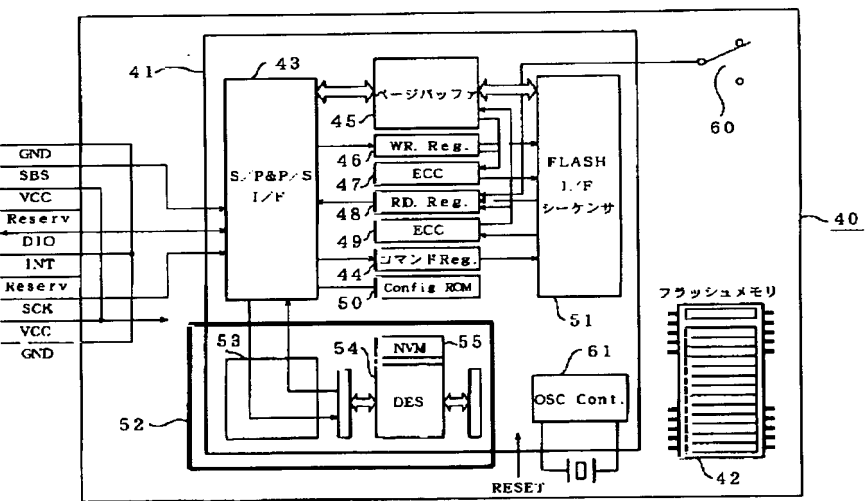 GND
SBS
VCC
Reserv
DIO
INT
Reserv
SCK
VCC
GND
41
43
S/P&P/S
I/F
ページバッファ
45
WR. Reg.
46
ECC
47
RD. Reg.
48
ECC
49
コマンドReg.
44
Config ROM
50
FLASH
I/F
シーケンサ
51
60
40
フラッシュメモリ
42
52
53
54
NVM
55
DES
61
OSC Cont.
RESET